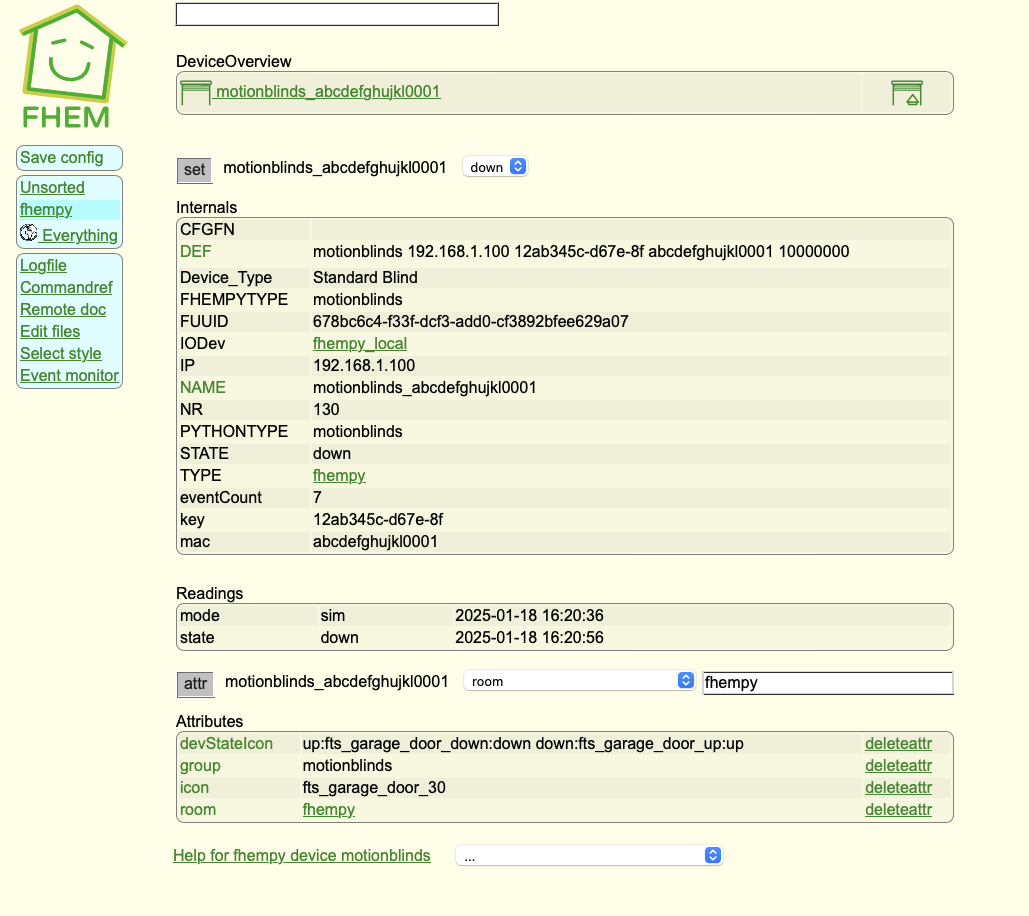 FHEM
Save config
Unsorted
fhempy
Everything
Logfile
Commandref
Remote doc
Edit files
Select style
Event monitor
DeviceOverview
motionblinds_abcdefghujkl0001
set motionblinds_abcdefghujkl0001 down
Internals
CFGFN
DEF motionblinds 192.168.1.100 12ab345c-d67e-8f abcdefghujkl0001 10000000
Device_Type Standard Blind
FHEMPYTYPE motionblinds
FUUID 678bc6c4-f33f-dcf3-add0-cf3892bfee629a07
IODev fhempy_local
IP 192.168.1.100
NAME motionblinds_abcdefghujkl0001
NR 130
PYTHONTYPE motionblinds
STATE down
TYPE fhempy
eventCount 7
key 12ab345c-d67e-8f
mac abcdefghujkl0001
Readings
mode sim 2025-01-18 16:20:36
state down 2025-01-18 16:20:56
attr motionblinds_abcdefghujkl0001 room fhempy
Attributes
devStateIcon up:fts_garage_door_down:down down:fts_garage_door_up:up deleteattr
group motionblinds deleteattr
icon fts_garage_door_30 deleteattr
room fhempy deleteattr
Help for fhempy device motionblinds ...